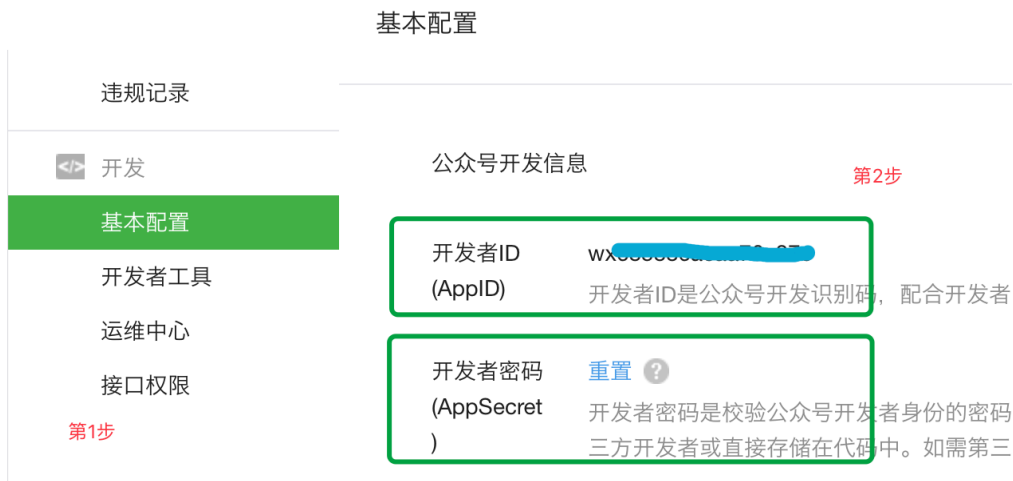 基本配置
违规记录
开发
基本配置
开发者工具
运维中心
接口权限
第1步
公众号开发信息
第2步
开发者ID
(AppID)
wx
开发者ID是公众号开发识别码，配合开发者
开发者密码
(AppSecret
)
重置
开发者密码是校验公众号开发者身份的密码
三方开发者或直接存储在代码中。如需第三